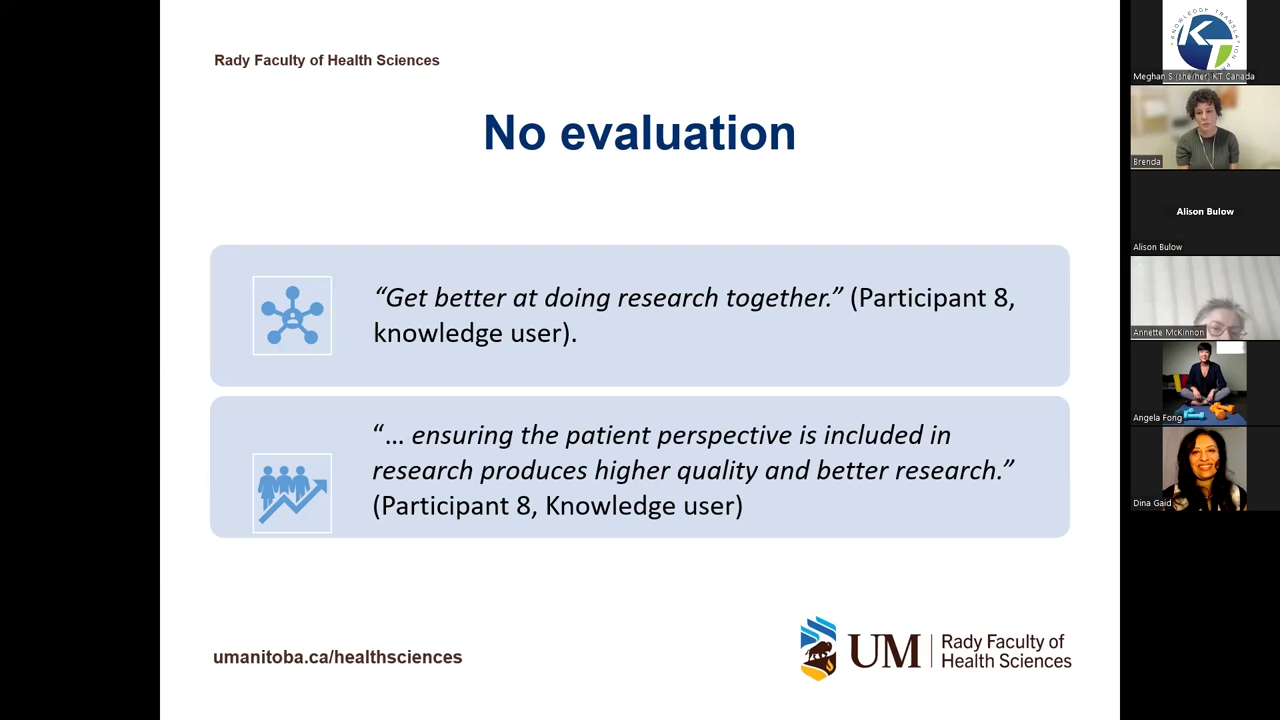 Rady Faculty of Health Sciences
No evaluation
“Get better at doing research together.” (Participant 8,
knowledge user).
“… ensuring the patient perspective is included in
research produces higher quality and better research.”
(Participant 8, Knowledge user)
umanitoba.ca/healthsciences
UM
Rady Faculty of
Health Sciences
KNOWLEDGE TRANSLATION
KT
Meghan S (she/her) KT Canada
Brenda
Alison Bulow
Alison Bulow
Annette McKinnon
Angela Fong
Dina Gaid